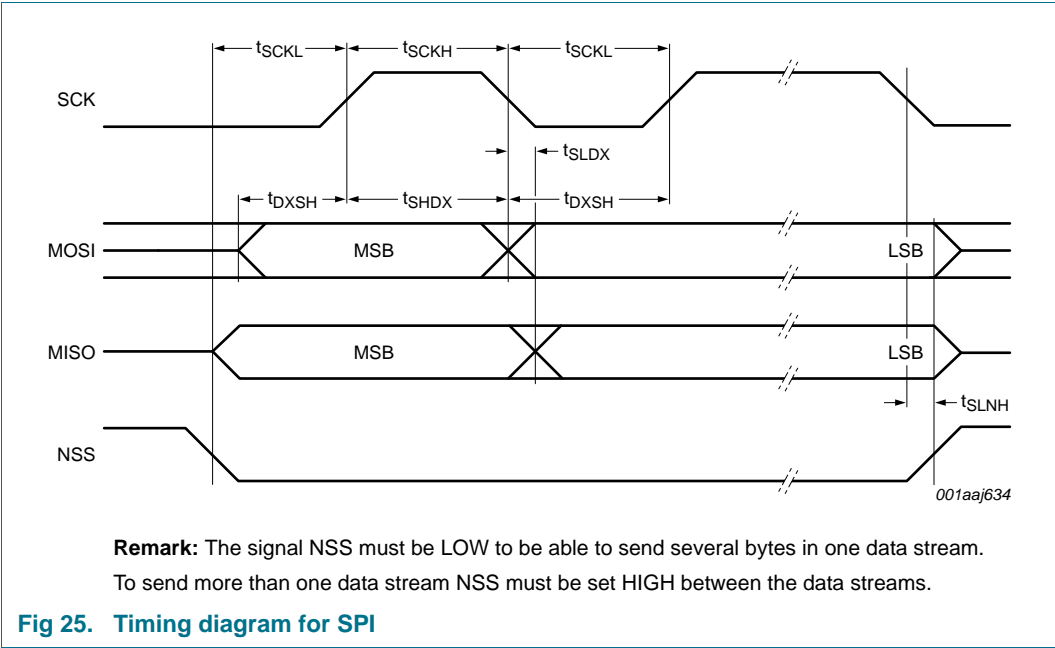 tSCKL tSCKH tSCKL
SCK
tSLDX
tDXSH tSHDX tDXSH
MOSI MSB LSB
MISO MSB LSB
tSLNH
NSS
001aaj634
Remark: The signal NSS must be LOW to be able to send several bytes in one data stream.
To send more than one data stream NSS must be set HIGH between the data streams.
Fig 25. Timing diagram for SPI